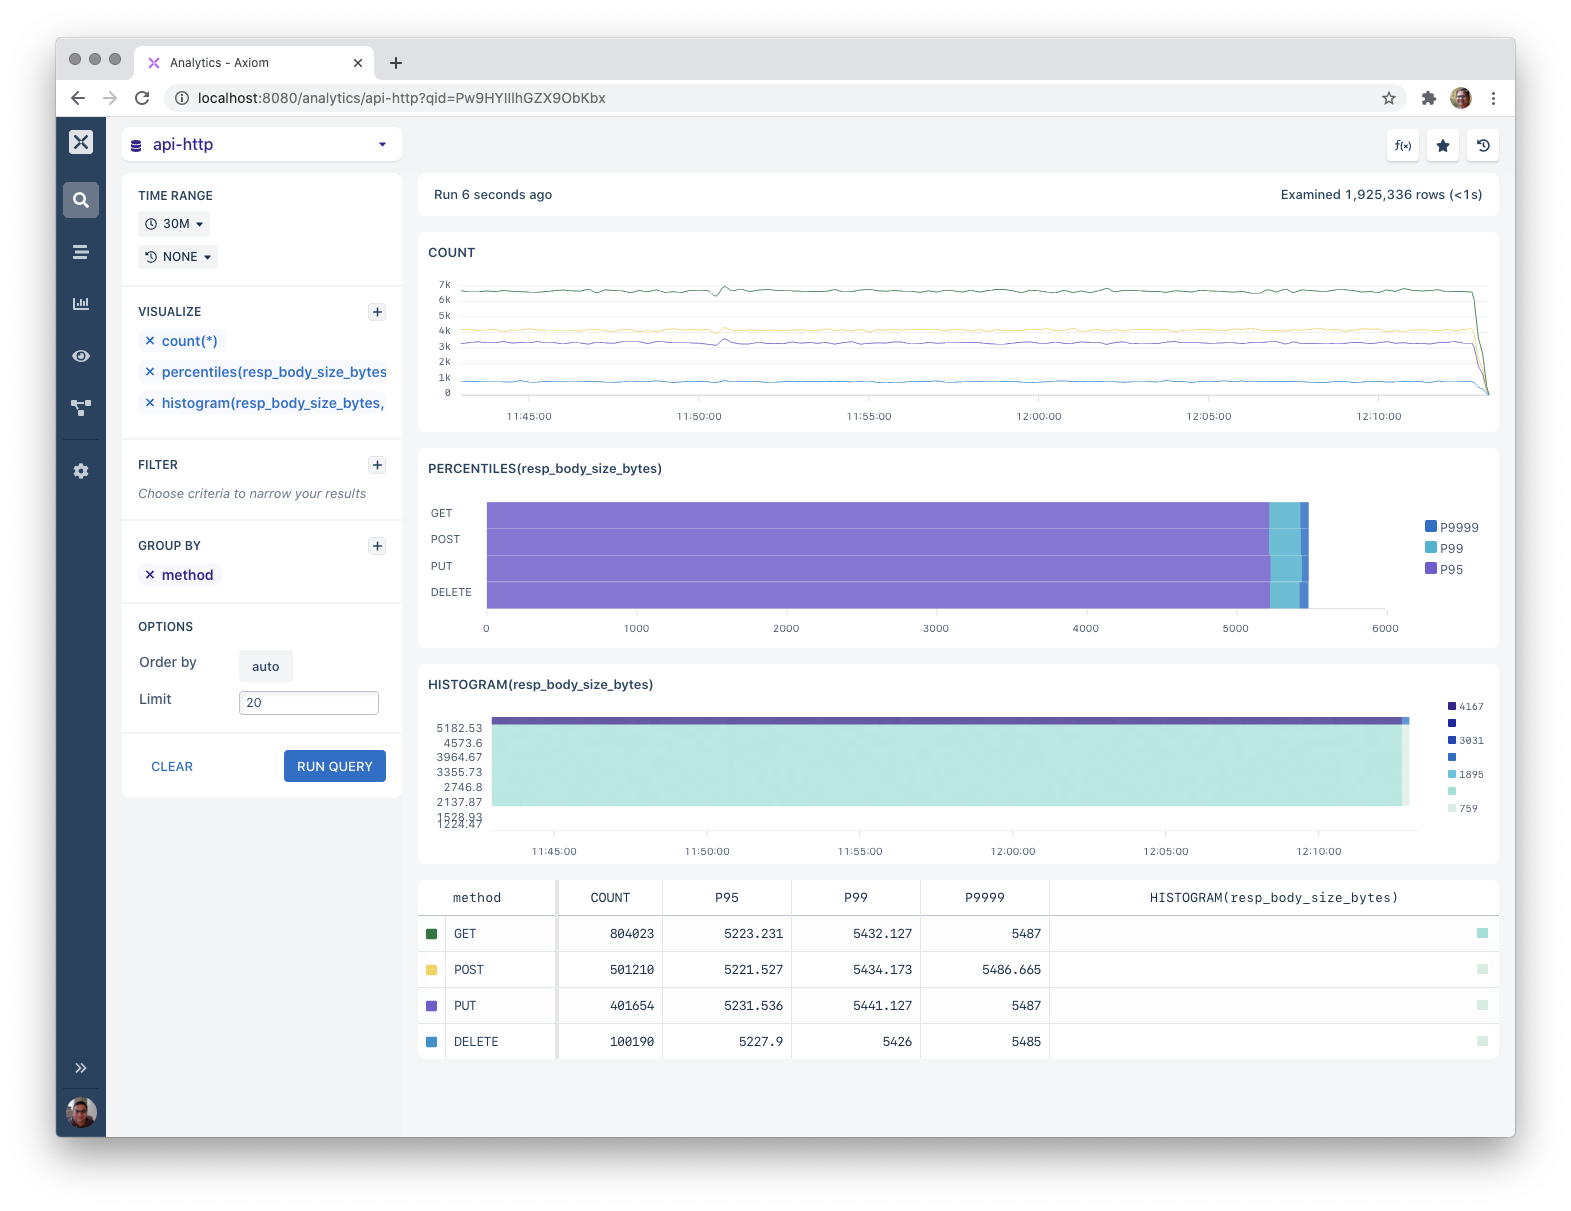 Analytics - Axiom
localhost:8080/analytics/api-http?qid=Pw9HYIIIhGZX9ObKbx
api-http
f(x)
TIME RANGE
30M
NONE
VISUALIZE
count(*)
percentiles(resp_body_size_bytes
histogram(resp_body_size_bytes,
FILTER
Choose criteria to narrow your results
GROUP BY
method
OPTIONS
Order by auto
Limit 20
CLEAR RUN QUERY
Run 6 seconds ago Examined 1,925,336 rows (<1s)
COUNT
7k
6k
5k
4k
3k
2k
1k
0
11:45:00 11:50:00 11:55:00 12:00:00 12:05:00 12:10:00
PERCENTILES(resp_body_size_bytes)
GET
POST
PUT
DELETE
0 1000 2000 3000 4000 5000 6000
P9999
P99
P95
HISTOGRAM(resp_body_size_bytes)
5182.53
4573.6
3964.67
3355.73
2746.8
2137.87
1528.93
1224.47
11:45:00 11:50:00 11:55:00 12:00:00 12:05:00 12:10:00
4167
3031
1895
759
method COUNT P95 P99 P9999 HISTOGRAM(resp_body_size_bytes)
GET 804023 5223.231 5432.127 5487
POST 501210 5221.527 5434.173 5486.665
PUT 401654 5231.536 5441.127 5487
DELETE 100190 5227.9 5426 5485